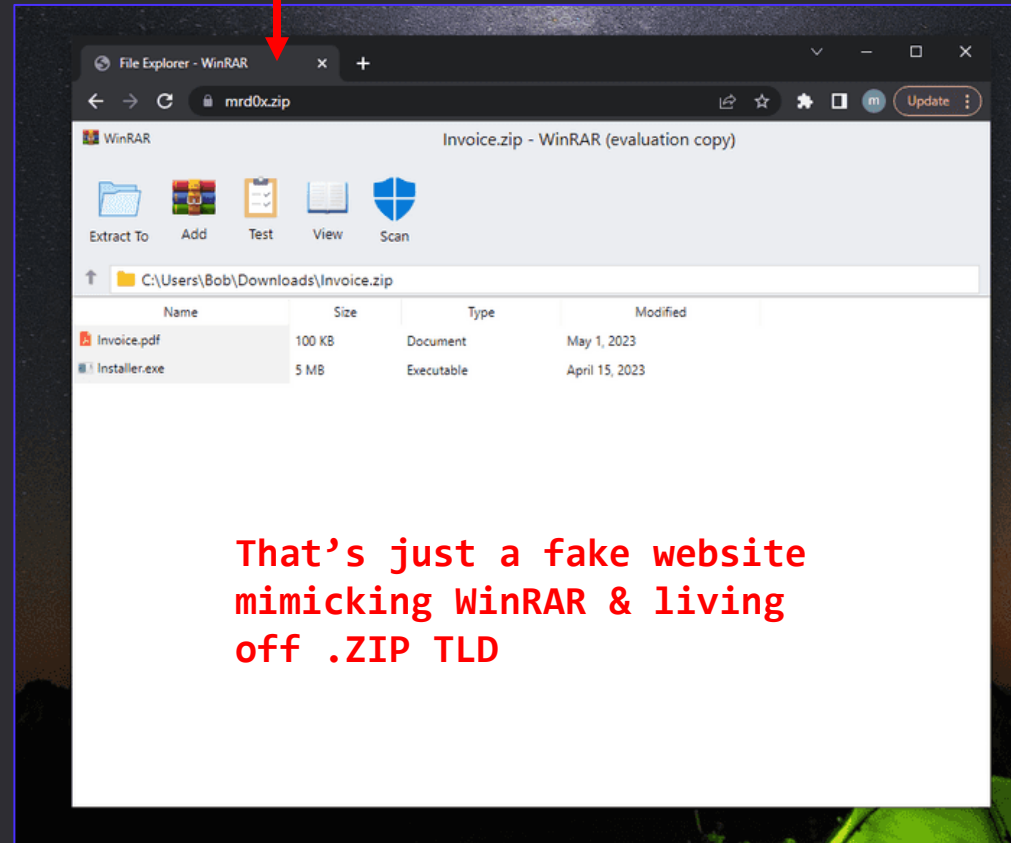 File Explorer - WinRAR
mrd0x.zip
m
Update
WinRAR
Invoice.zip - WinRAR (evaluation copy)
Extract To Add Test View Scan
C:\Users\Bob\Downloads\Invoice.zip
Name Size Type Modified
Invoice.pdf 100 KB Document May 1, 2023
Installer.exe 5 MB Executable April 15, 2023
That’s just a fake website
mimicking WinRAR & living
off .ZIP TLD